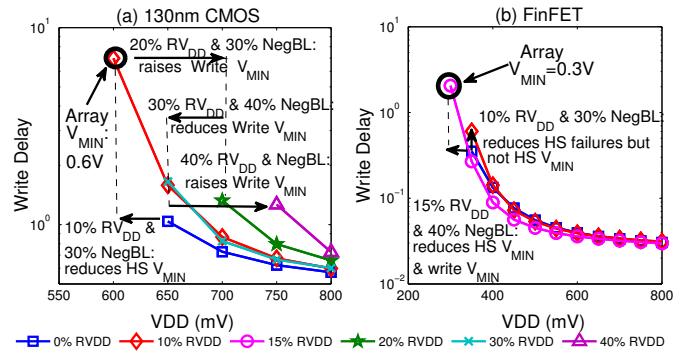 (a) 130nm CMOS
(b) FinFET
10^1
20% RV_DD & 30% NegBL:
raises Write V_MIN
Array
V_MIN:
0.6V
30% RV_DD & 40% NegBL:
reduces Write V_MIN
40% RV_DD & NegBL:
raises Write V_MIN
10^0
10% RV_DD &
30% NegBL:
reduces HS V_MIN
Write Delay
550 600 650 700 750 800
VDD (mV)
10^1
Array
V_MIN=0.3V
10^0
10% RV_DD & 30% NegBL:
reduces HS failures but
not HS V_MIN
10^-1
15% RV_DD
& 40% NegBL:
reduces HS V_MIN
& write V_MIN
10^-2
Write Delay
200 400 600 800
VDD (mV)
0% RVDD 10% RVDD 15% RVDD 20% RVDD 30% RVDD 40% RVDD